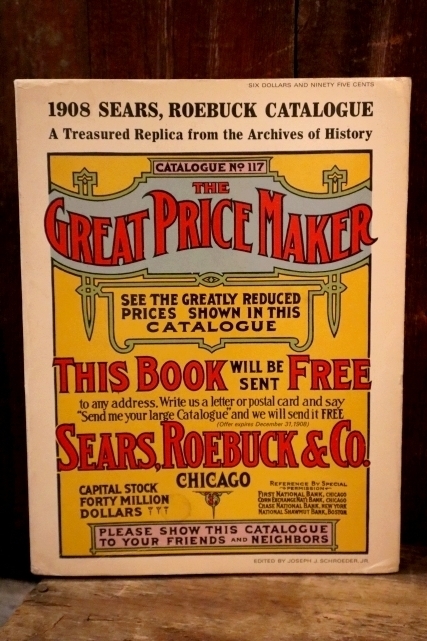 SIX DOLLARS AND NINETY FIVE CENTS
1908 SEARS, ROEBUCK CATALOGUE
A Treasured Replica from the Archives of History
CATALOGUE No 117
THE
GREAT PRICE MAKER
SEE THE GREATLY REDUCED
PRICES SHOWN IN THIS
CATALOGUE
THIS BOOK WILL BE SENT FREE
to any address. Write us a letter or postal card and say
"Send me your large Catalogue" and we will send it FREE
(Offer expires December 31, 1908)
SEARS, ROEBUCK & CO.
CHICAGO
CAPITAL STOCK
FORTY MILLION
DOLLARS
REFERENCE BY SPECIAL
PERMISSION
FIRST NATIONAL BANK, CHICAGO
CORN EXCHANGE NAT'L BANK, CHICAGO
CHASE NATIONAL BANK, NEW YORK
NATIONAL SHAWMUT BANK, BOSTON
PLEASE SHOW THIS CATALOGUE
TO YOUR FRIENDS AND NEIGHBORS
EDITED BY JOSEPH J. SCHROEDER, JR.